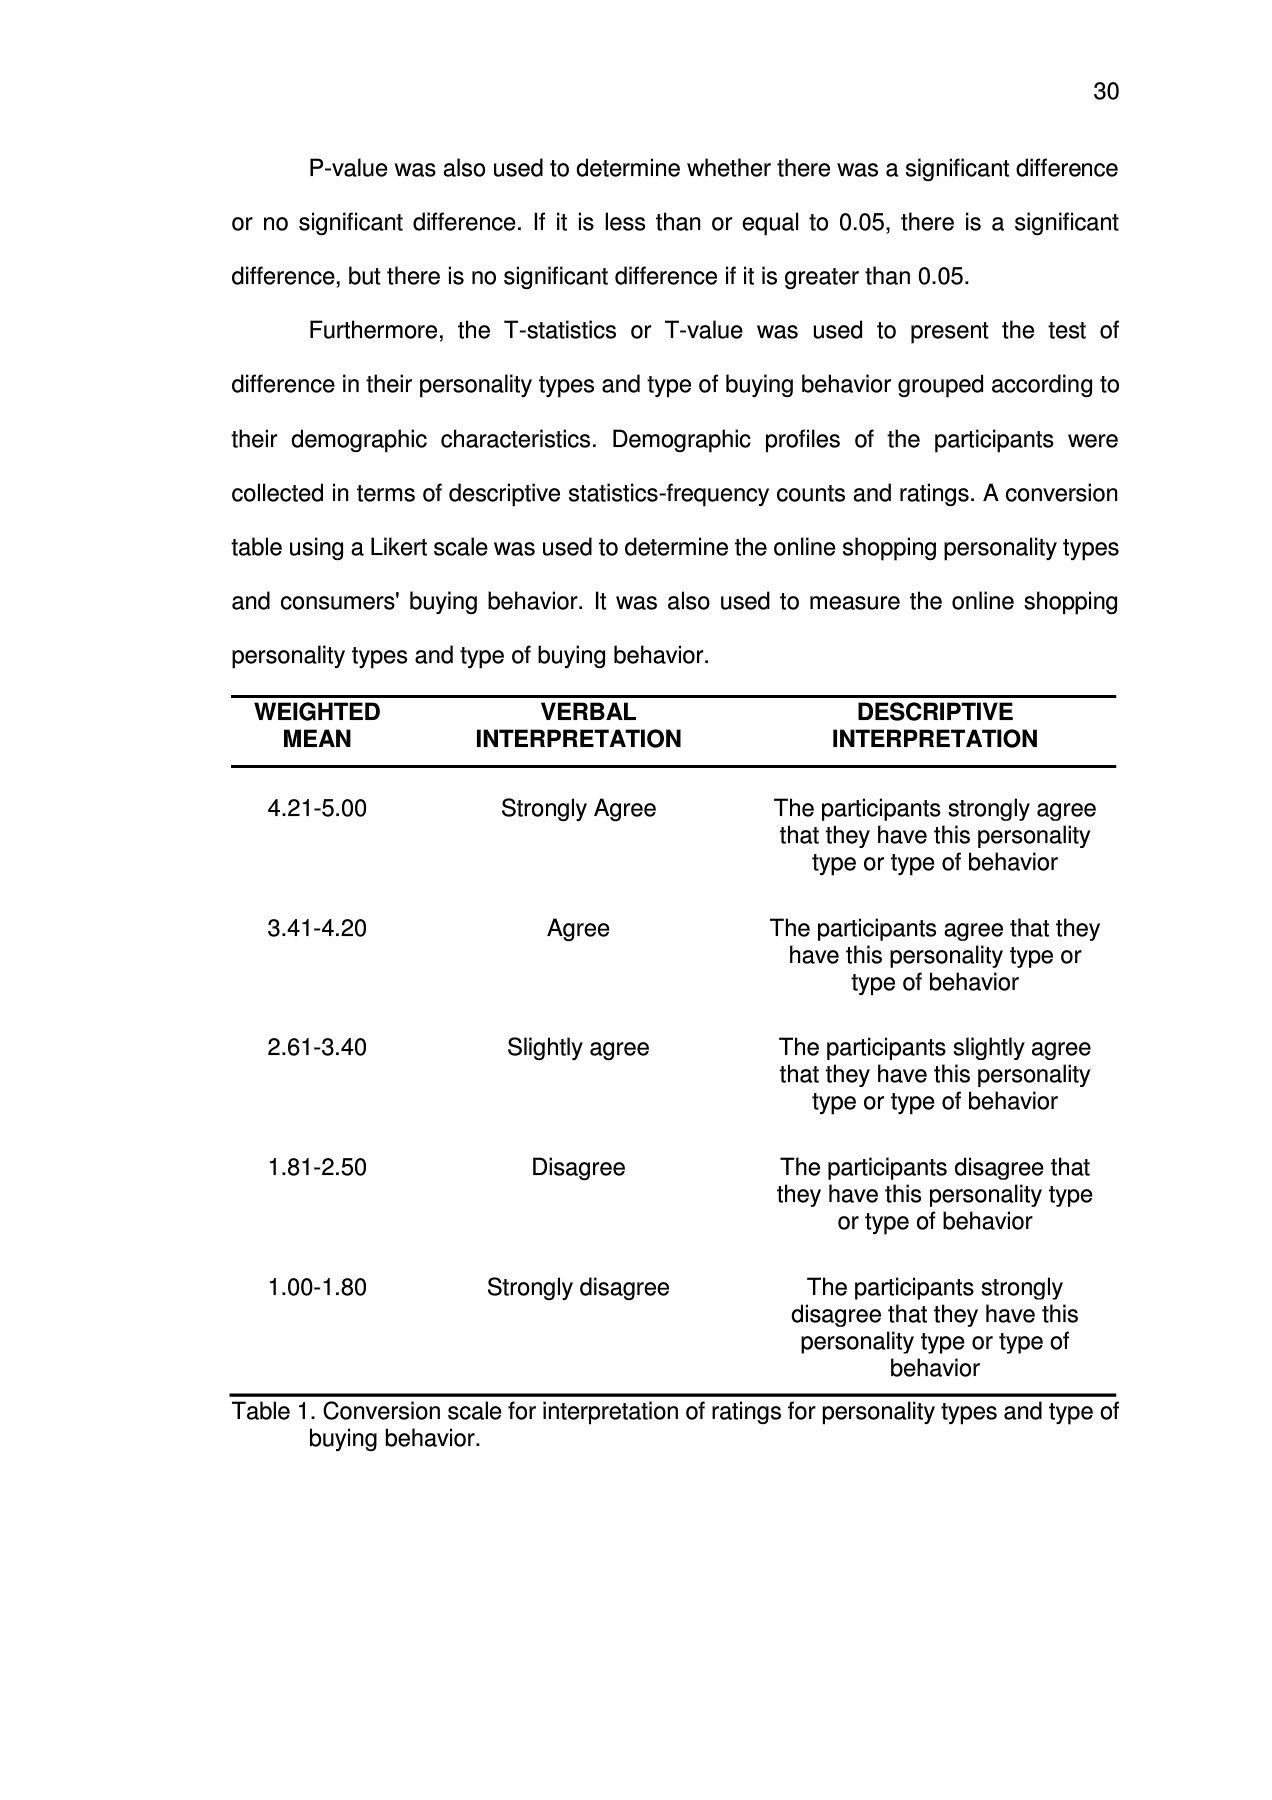 30
P-value was also used to determine whether there was a significant difference
or no significant difference. If it is less than or equal to 0.05, there is a significant
difference, but there is no significant difference if it is greater than 0.05.
Furthermore, the T-statistics or T-value was used to present the test of
difference in their personality types and type of buying behavior grouped according to
their demographic characteristics. Demographic profiles of the participants were
collected in terms of descriptive statistics-frequency counts and ratings. A conversion
table using a Likert scale was used to determine the online shopping personality types
and consumers' buying behavior. It was also used to measure the online shopping
personality types and type of buying behavior.
WEIGHTED MEAN
VERBAL INTERPRETATION
DESCRIPTIVE INTERPRETATION
4.21-5.00
Strongly Agree
The participants strongly agree
that they have this personality
type or type of behavior
3.41-4.20
Agree
The participants agree that they
have this personality type or
type of behavior
2.61-3.40
Slightly agree
The participants slightly agree
that they have this personality
type or type of behavior
1.81-2.50
Disagree
The participants disagree that
they have this personality type
or type of behavior
1.00-1.80
Strongly disagree
The participants strongly
disagree that they have this
personality type or type of
behavior
Table 1. Conversion scale for interpretation of ratings for personality types and type of
buying behavior.